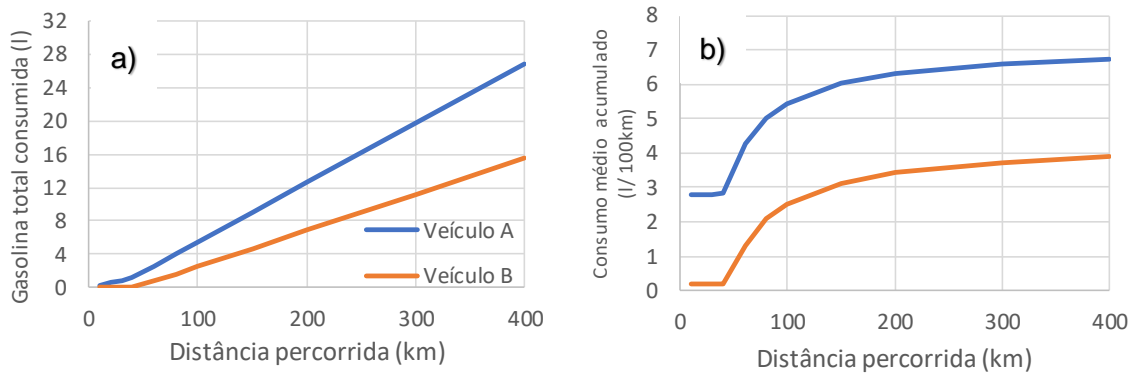 a)
Gasolina total consumida (l)
32
28
24
20
16
12
8
4
0
0 100 200 300 400
Distância percorrida (km)
Veículo A
Veículo B
b)
Consumo médio acumulado
(l/100km)
8
7
6
5
4
3
2
1
0
0 100 200 300 400
Distância percorrida (km)